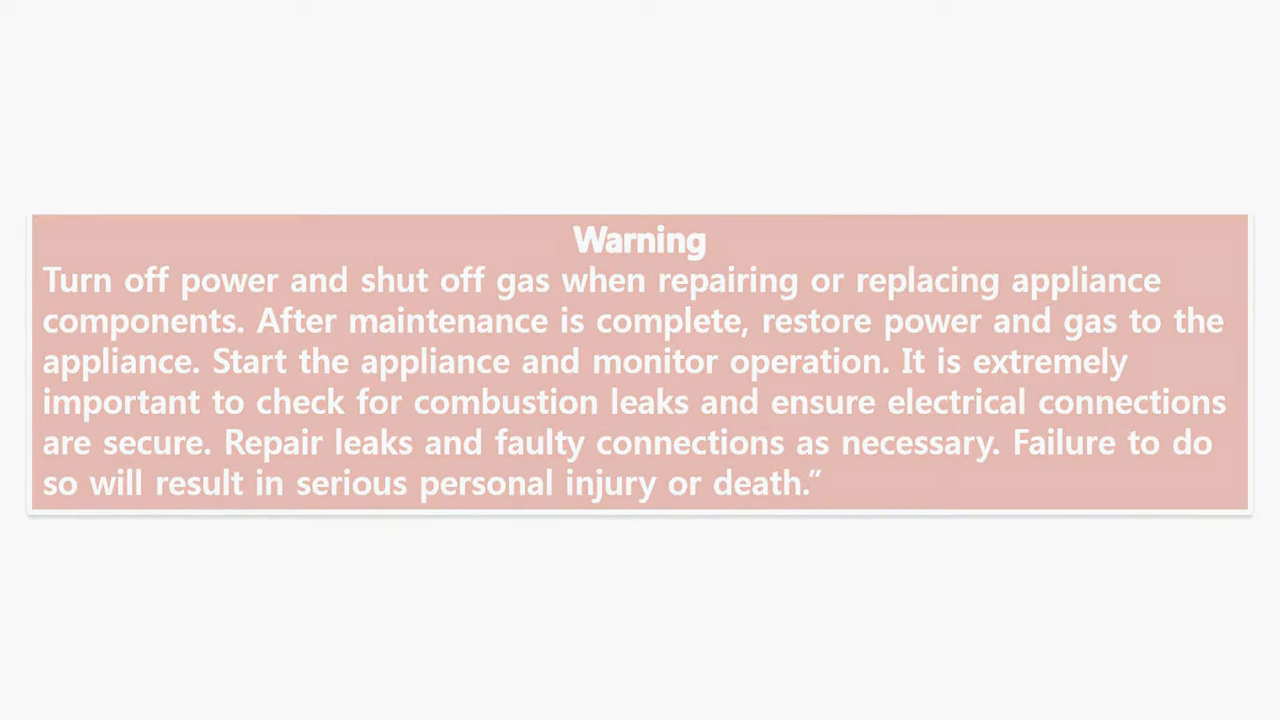 Warning
Turn off power and shut off gas when repairing or replacing appliance
components. After maintenance is complete, restore power and gas to the
appliance. Start the appliance and monitor operation. It is extremely
important to check for combustion leaks and ensure electrical connections
are secure. Repair leaks and faulty connections as necessary. Failure to do
so will result in serious personal injury or death.”